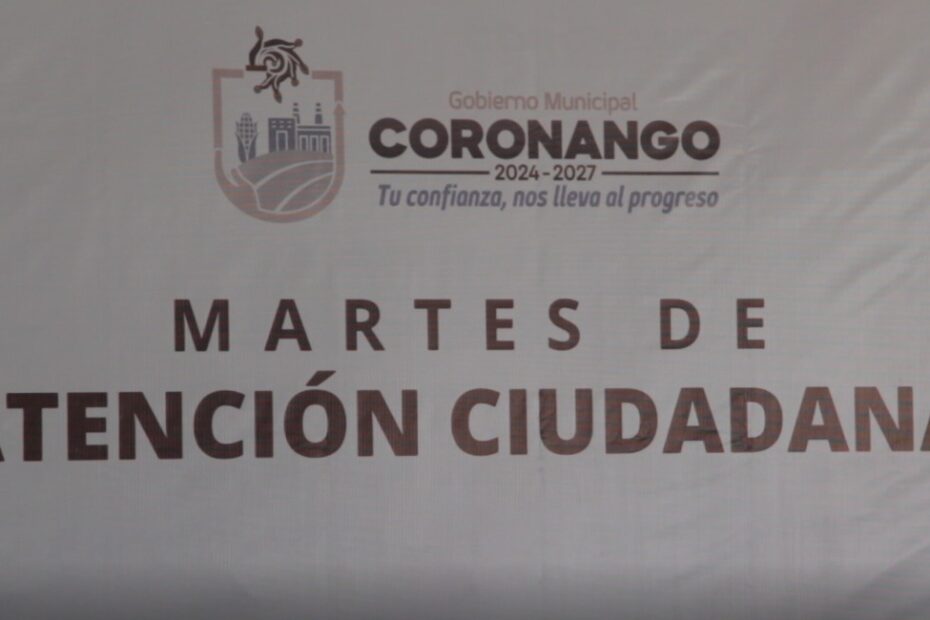 Gobierno Municipal
CORONANGO
2024-2027
Tu confianza, nos lleva al progreso
MARTES DE
ATENCIÓN CIUDADANA